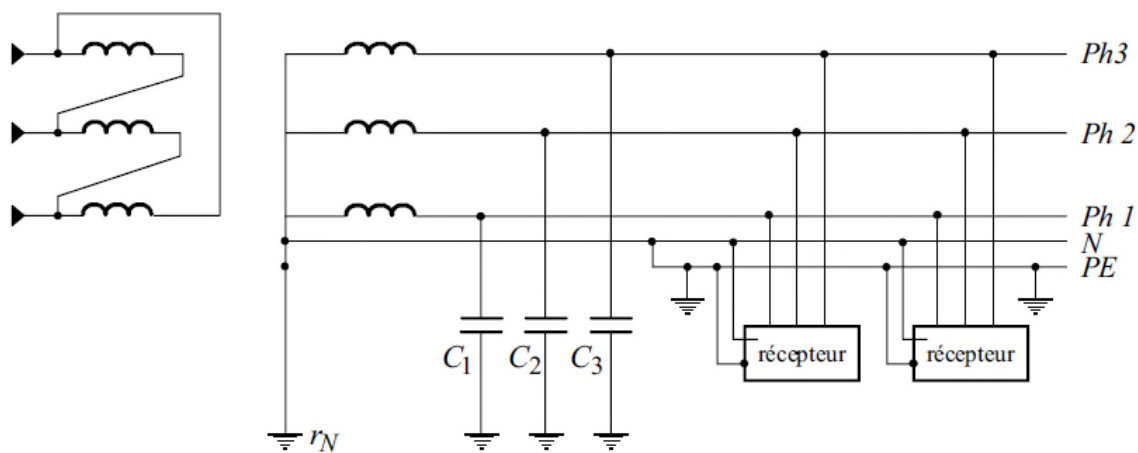 Ph3
Ph 2
Ph 1
N
PE
C1 C2 C3
récepteur récepteur
rN